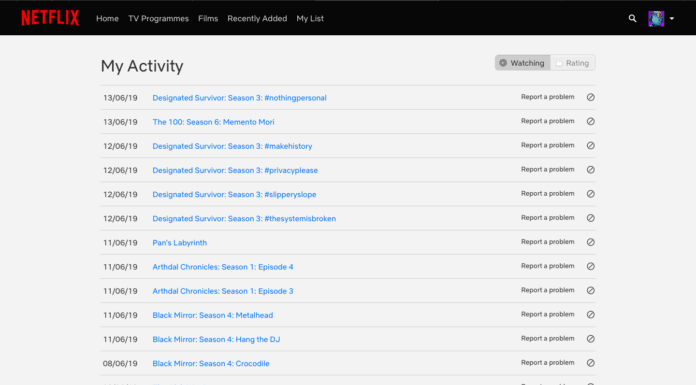 NETFLIX Home TV Programmes Films Recently Added My List
My Activity Watching Rating
13/06/19 Designated Survivor: Season 3: #nothingpersonal Report a problem
13/06/19 The 100: Season 6: Memento Mori Report a problem
12/06/19 Designated Survivor: Season 3: #makehistory Report a problem
12/06/19 Designated Survivor: Season 3: #privacyplease Report a problem
12/06/19 Designated Survivor: Season 3: #slipperyslope Report a problem
12/06/19 Designated Survivor: Season 3: #thesystemisbroken Report a problem
11/06/19 Pan's Labyrinth Report a problem
11/06/19 Arthdal Chronicles: Season 1: Episode 4 Report a problem
11/06/19 Arthdal Chronicles: Season 1: Episode 3 Report a problem
11/06/19 Black Mirror: Season 4: Metalhead Report a problem
11/06/19 Black Mirror: Season 4: Hang the DJ Report a problem
08/06/19 Black Mirror: Season 4: Crocodile Report a problem